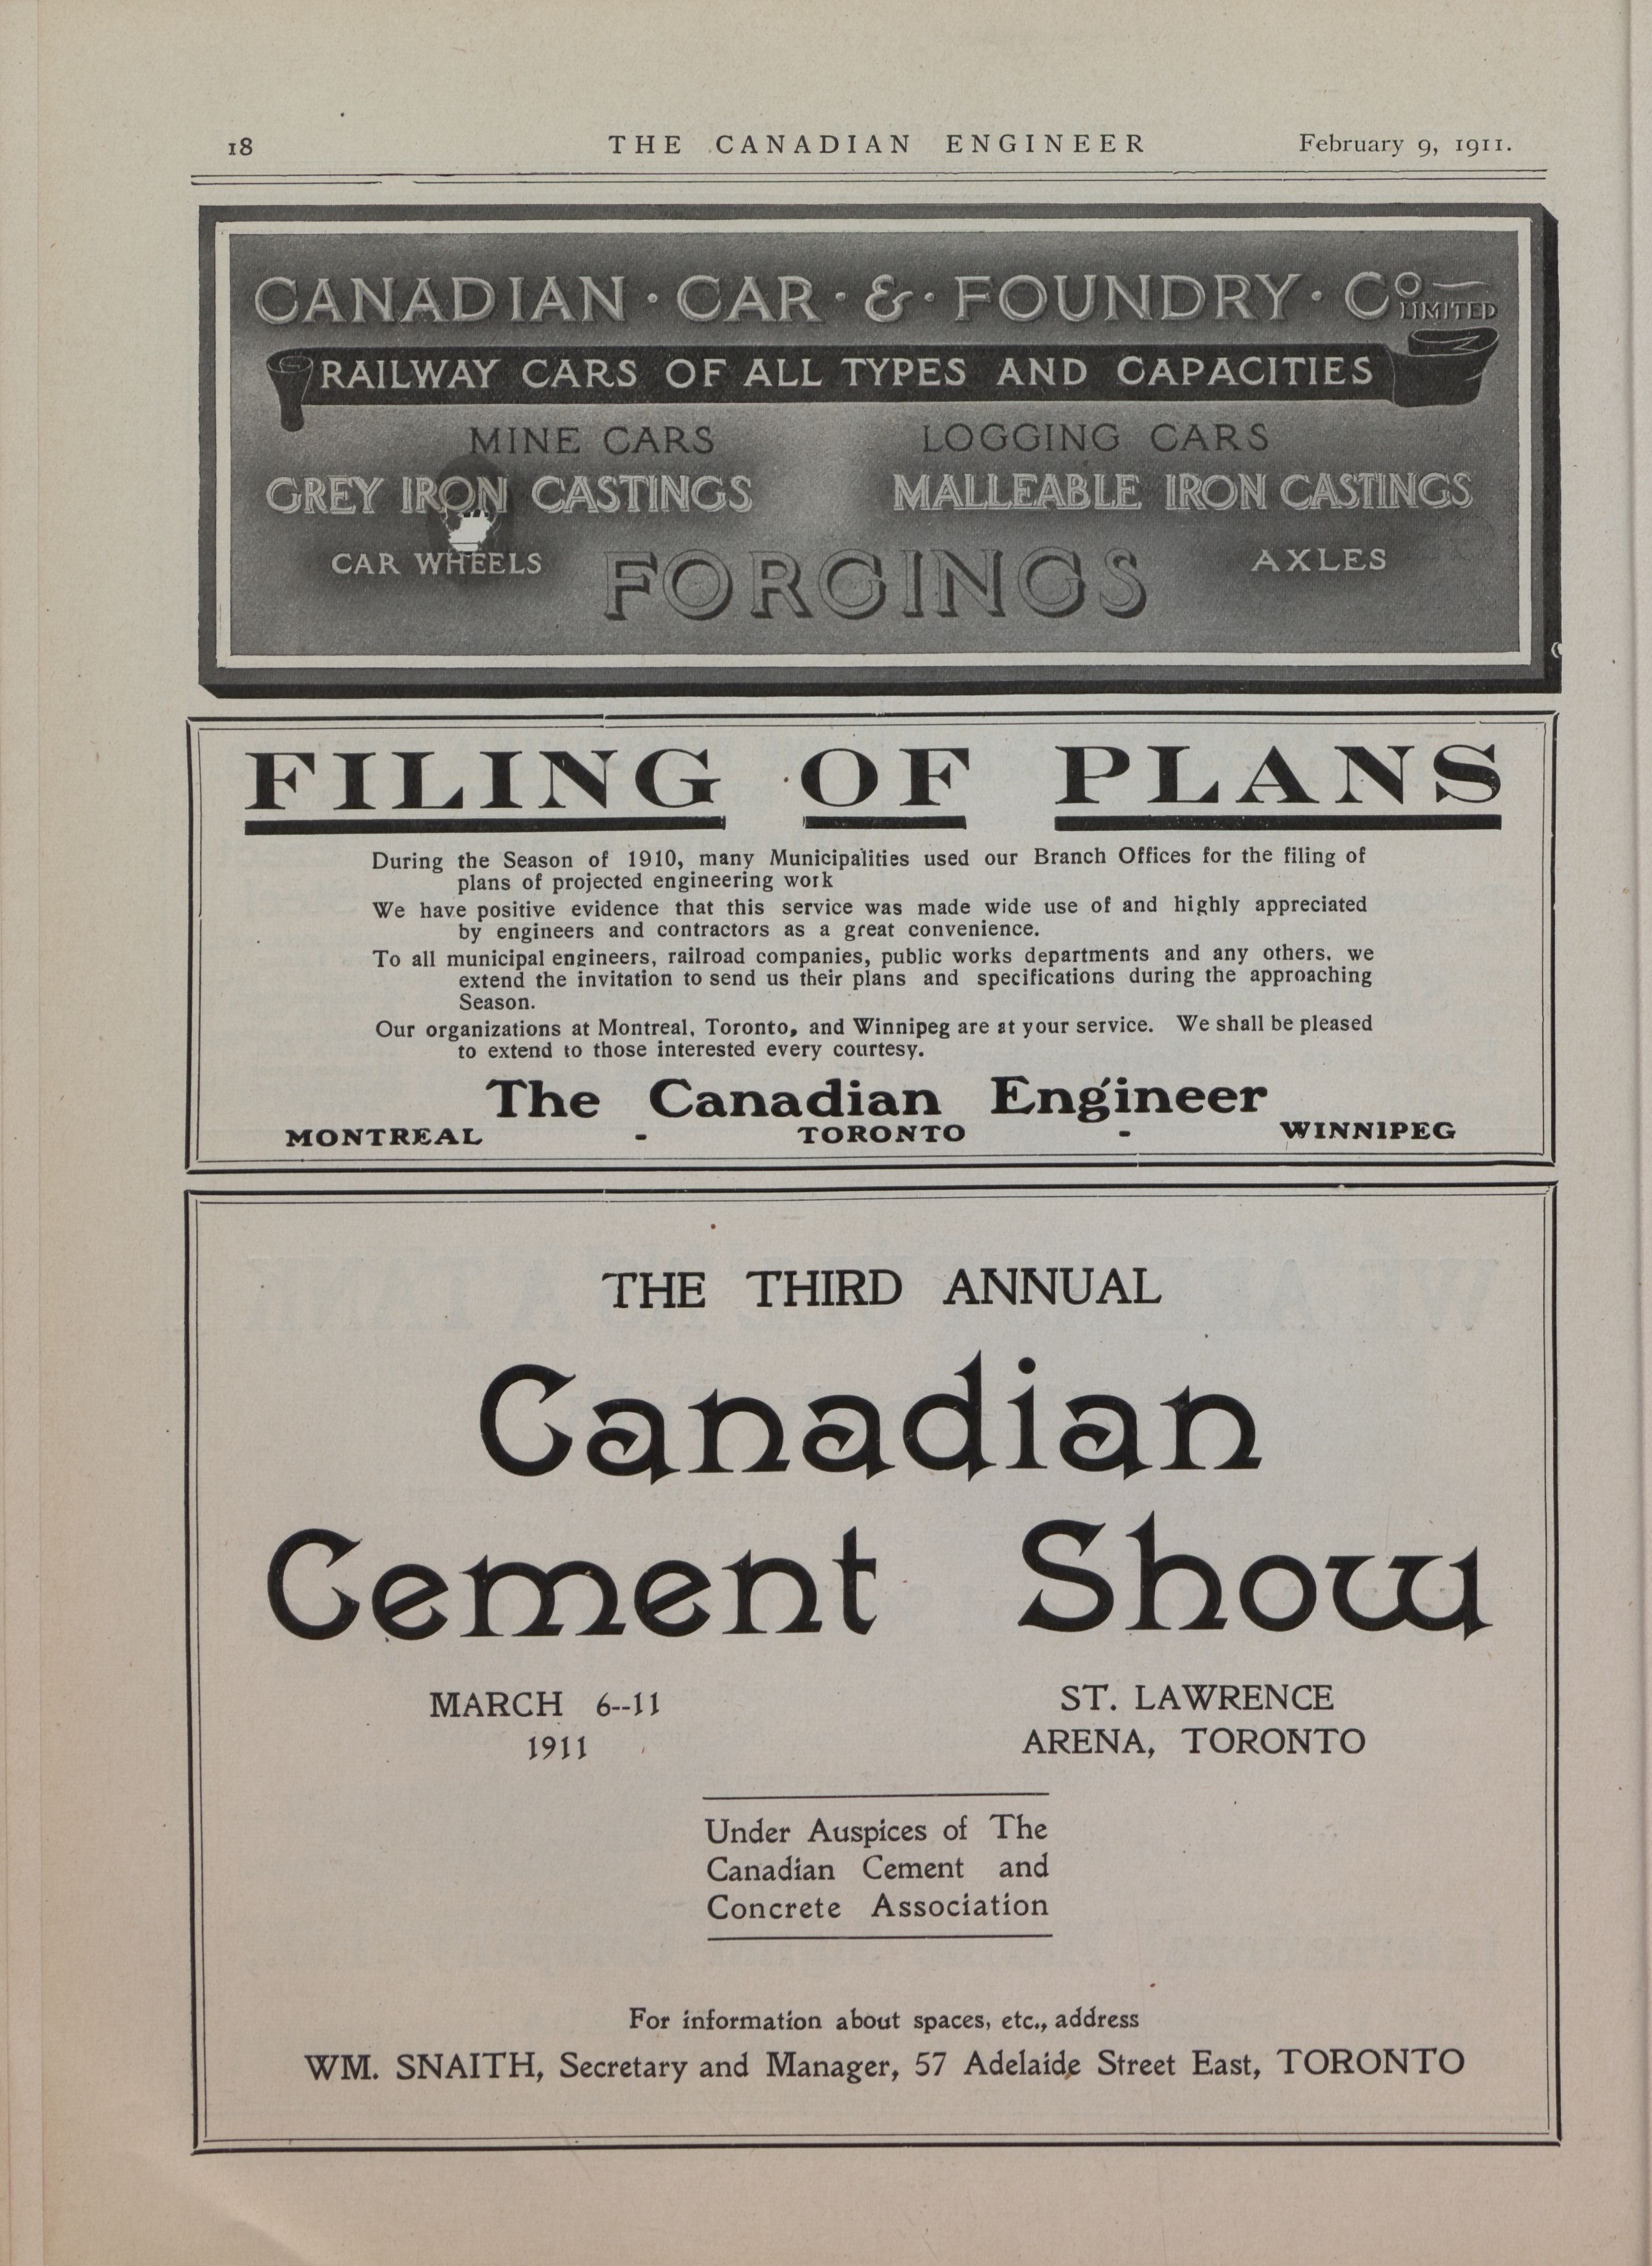 18
THE CANADIAN ENGINEER
February 9, 1911.
CANADIAN · CAR · & · FOUNDRY · Co LIMITED
RAILWAY CARS OF ALL TYPES AND CAPACITIES
MINE CARS LOGGING CARS
GREY IRON CASTINGS MALLEABLE IRON CASTINGS
CAR WHEELS FORGINGS AXLES
FILING OF PLANS
During the Season of 1910, many Municipalities used our Branch Offices for the filing of
plans of projected engineering work
We have positive evidence that this service was made wide use of and highly appreciated
by engineers and contractors as a great convenience.
To all municipal engineers, railroad companies, public works departments and any others, we
extend the invitation to send us their plans and specifications during the approaching
Season.
Our organizations at Montreal, Toronto, and Winnipeg are at your service. We shall be pleased
to extend to those interested every courtesy.
The Canadian Engineer
MONTREAL - TORONTO - WINNIPEG
THE THIRD ANNUAL
Canadian
Cement Show
MARCH 6--11
1911
ST. LAWRENCE
ARENA, TORONTO
Under Auspices of The
Canadian Cement and
Concrete Association
For information about spaces, etc., address
WM. SNAITH, Secretary and Manager, 57 Adelaide Street East, TORONTO